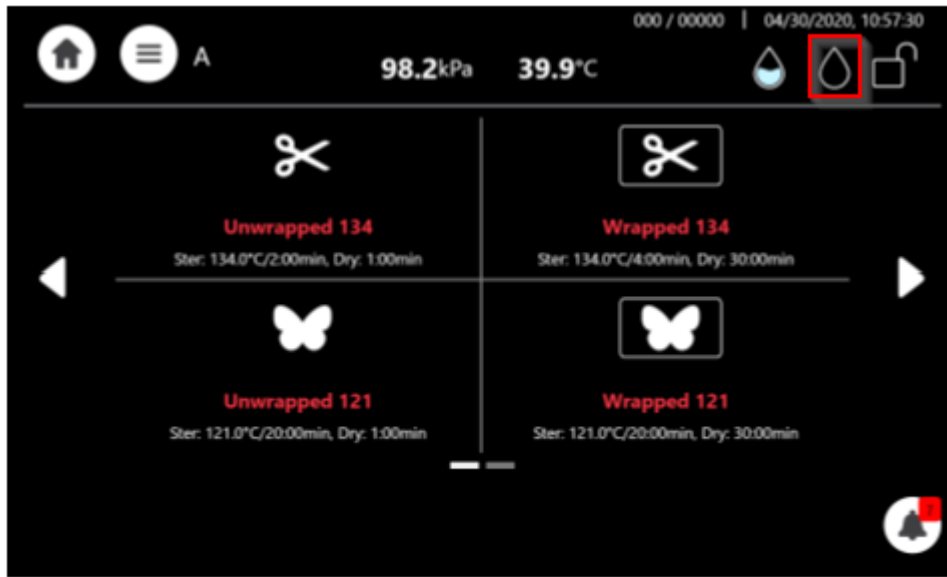 000 / 00000 | 04/30/2020, 10:57:30
A 98.2kPa 39.9°C
Unwrapped 134 Wrapped 134
Ster: 134.0°C/2:00min, Dry: 1:00min Ster: 134.0°C/4:00min, Dry: 30:00min
Unwrapped 121 Wrapped 121
Ster: 121.0°C/20:00min, Dry: 1:00min Ster: 121.0°C/20:00min, Dry: 30:00min
7